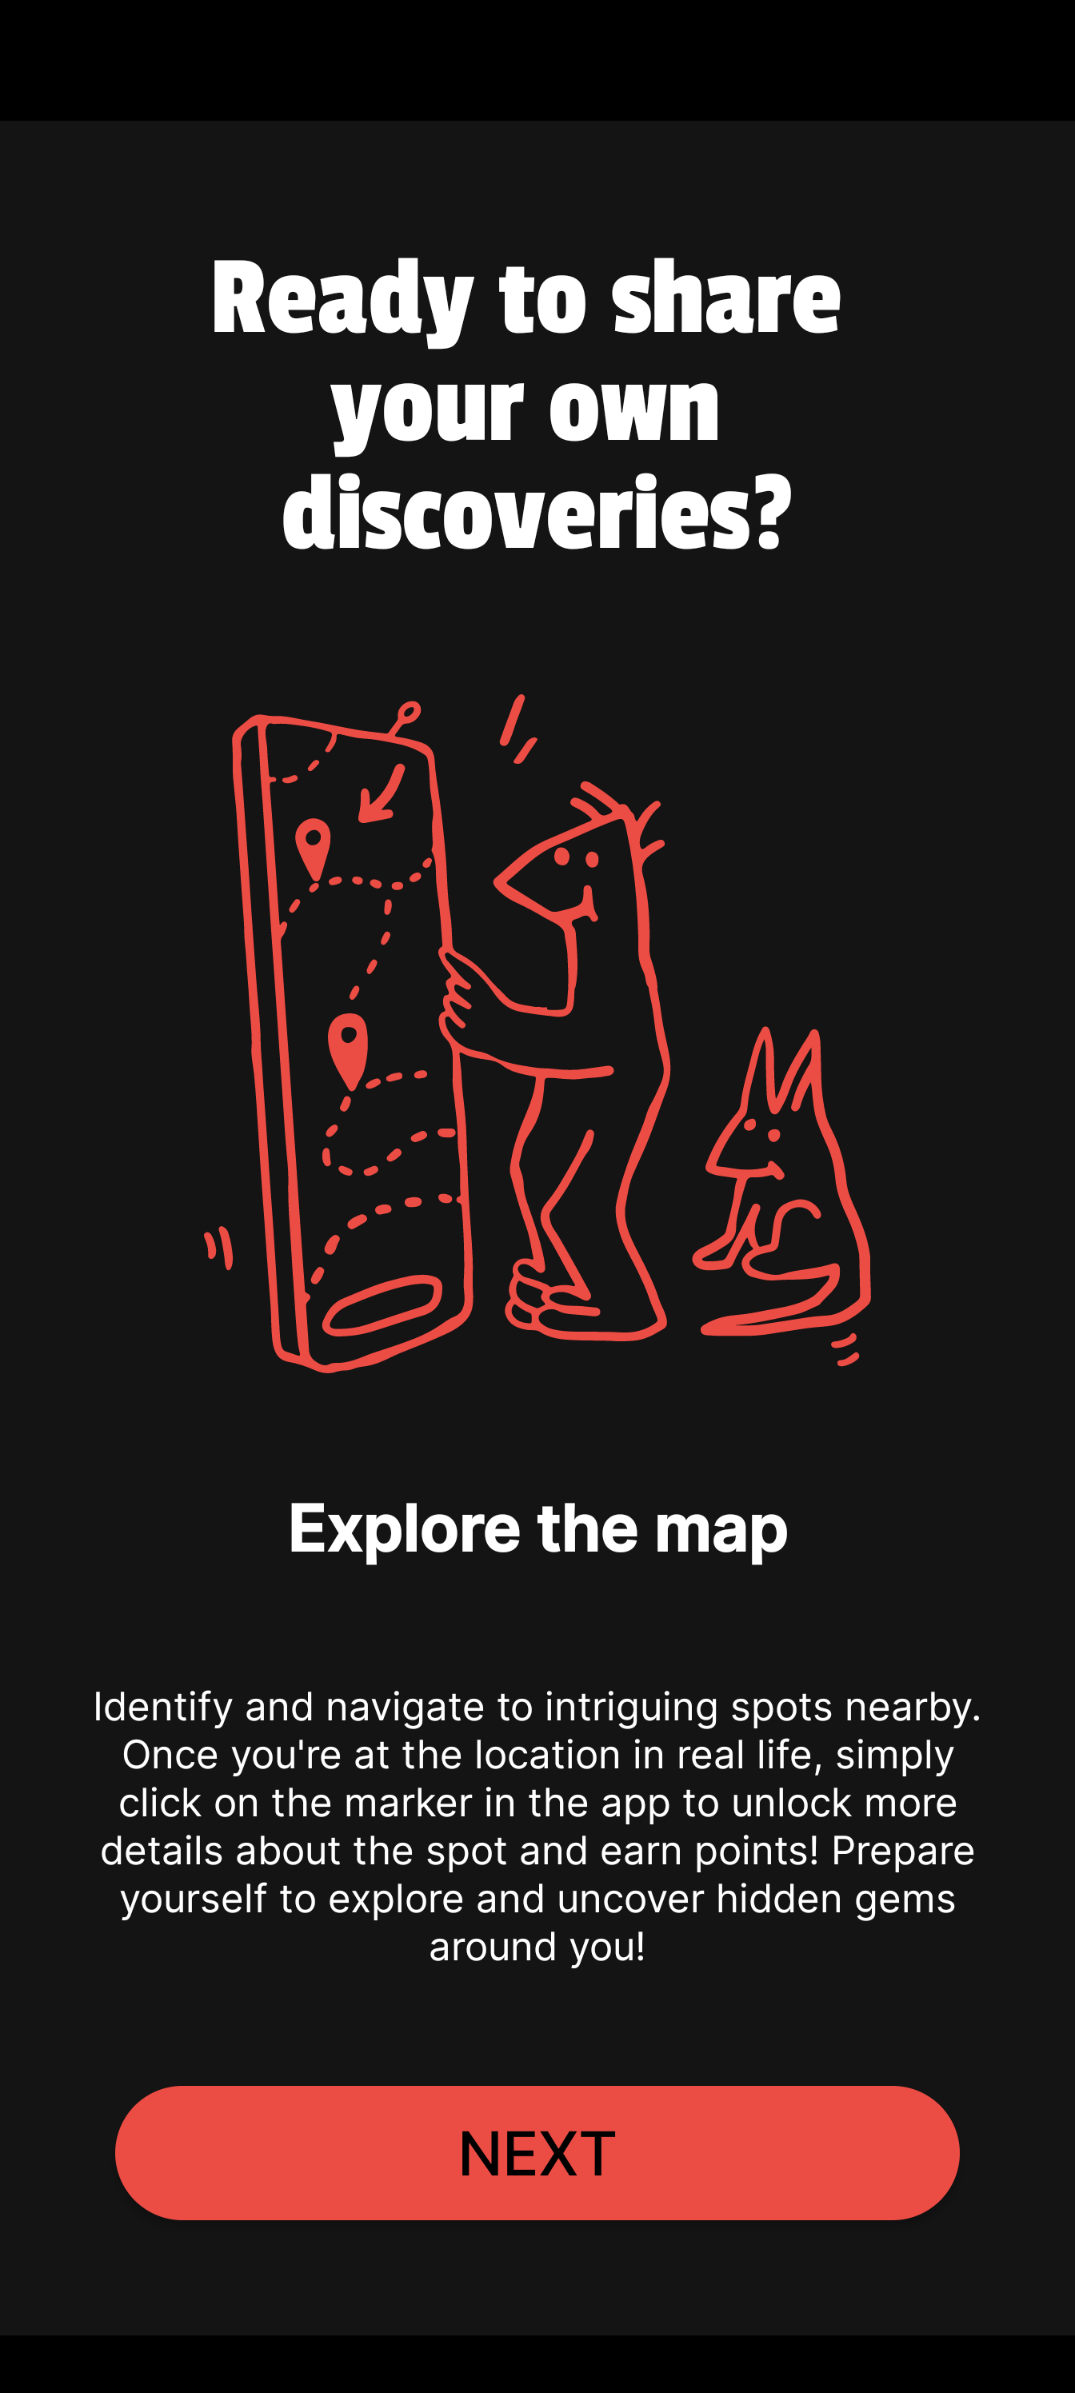 Ready to share
your own
discoveries?
Explore the map
Identify and navigate to intriguing spots nearby.
Once you're at the location in real life, simply
click on the marker in the app to unlock more
details about the spot and earn points! Prepare
yourself to explore and uncover hidden gems
around you!
NEXT